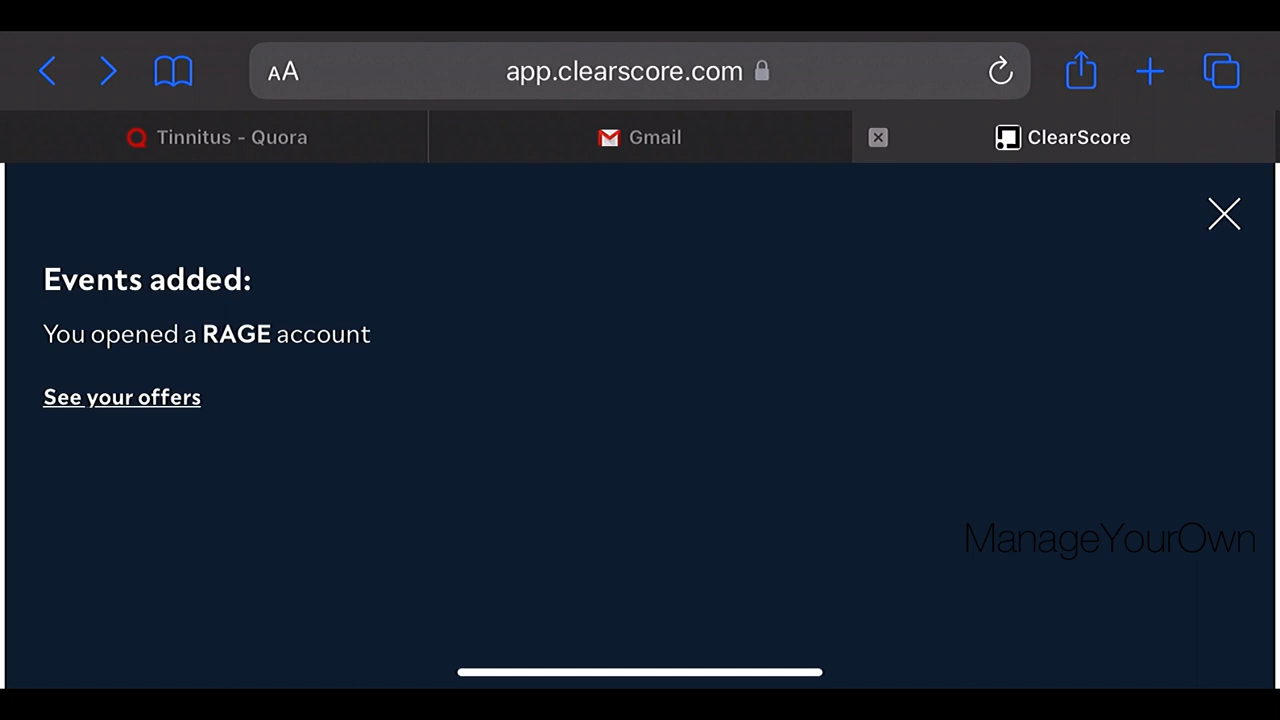 AA
app.clearscore.com
Tinnitus - Quora
Gmail
ClearScore
Events added:
You opened a RAGE account
See your offers
ManageYourOwn